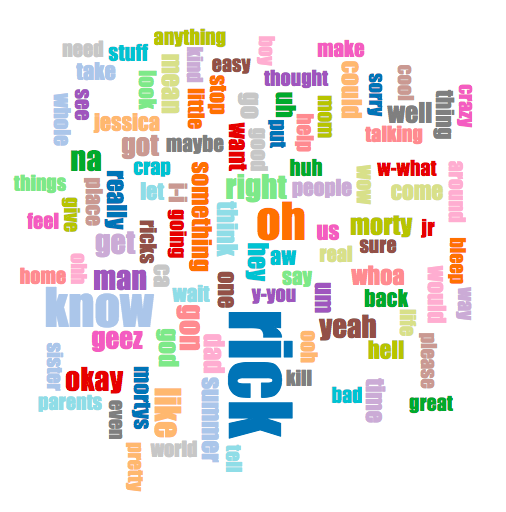 anything
need
stuff
hey
make
take
kind
easy
mean
look
thought
could
cool
sorry
stop
little
crazy
see
whole
go
uh
mom
well
thing
jessica
put
help
talking
want
good
got
maybe
na
crap
huh
w-what
wow
around
things
place
really
let
i-i
something
right
people
come
give
feel
going
think
oh
us
morty
jr
ricks
get
hey
aw
real
sure
bleep
ohh
home
man
ca
one
say
whoa
would
way
wait
y-you
um
back
know
gon
rick
yeah
life
geez
god
dad
ooh
hell
please
sister
okay
mortys
summer
kill
time
bad
great
parents
even
like
world
tell
pretty